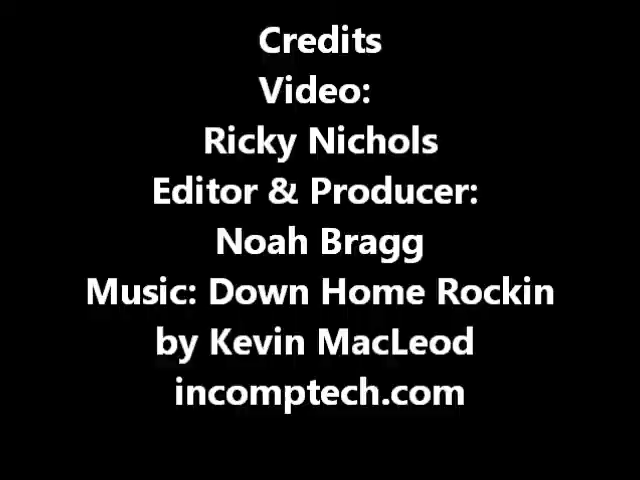 Credits
Video:
Ricky Nichols
Editor & Producer:
Noah Bragg
Music: Down Home Rockin
by Kevin MacLeod
incomptech.com